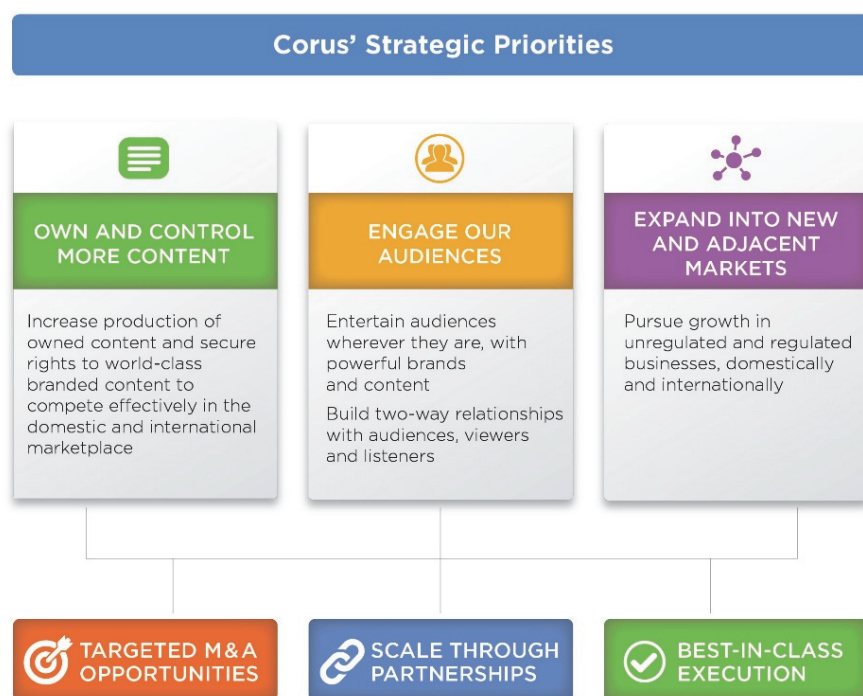 Corus’ Strategic Priorities
OWN AND CONTROL
MORE CONTENT
Increase production of
owned content and secure
rights to world-class
branded content to
compete effectively in the
domestic and international
marketplace
ENGAGE OUR
AUDIENCES
Entertain audiences
wherever they are, with
powerful brands
and content
Build two-way relationships
with audiences, viewers
and listeners
EXPAND INTO NEW
AND ADJACENT
MARKETS
Pursue growth in
unregulated and regulated
businesses, domestically
and internationally
TARGETED M&A
OPPORTUNITIES
SCALE THROUGH
PARTNERSHIPS
BEST-IN-CLASS
EXECUTION